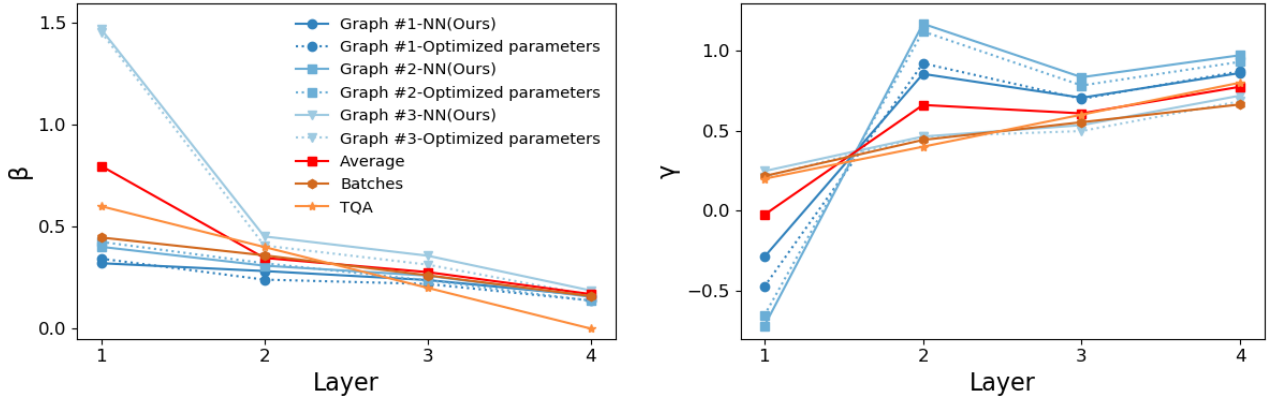 1.5
1.0
0.5
0.0
β
1
2
3
4
Layer
Graph #1-NN(Ours)
Graph #1-Optimized parameters
Graph #2-NN(Ours)
Graph #2-Optimized parameters
Graph #3-NN(Ours)
Graph #3-Optimized parameters
Average
Batches
TQA
1.0
0.5
0.0
−0.5
γ
1
2
3
4
Layer